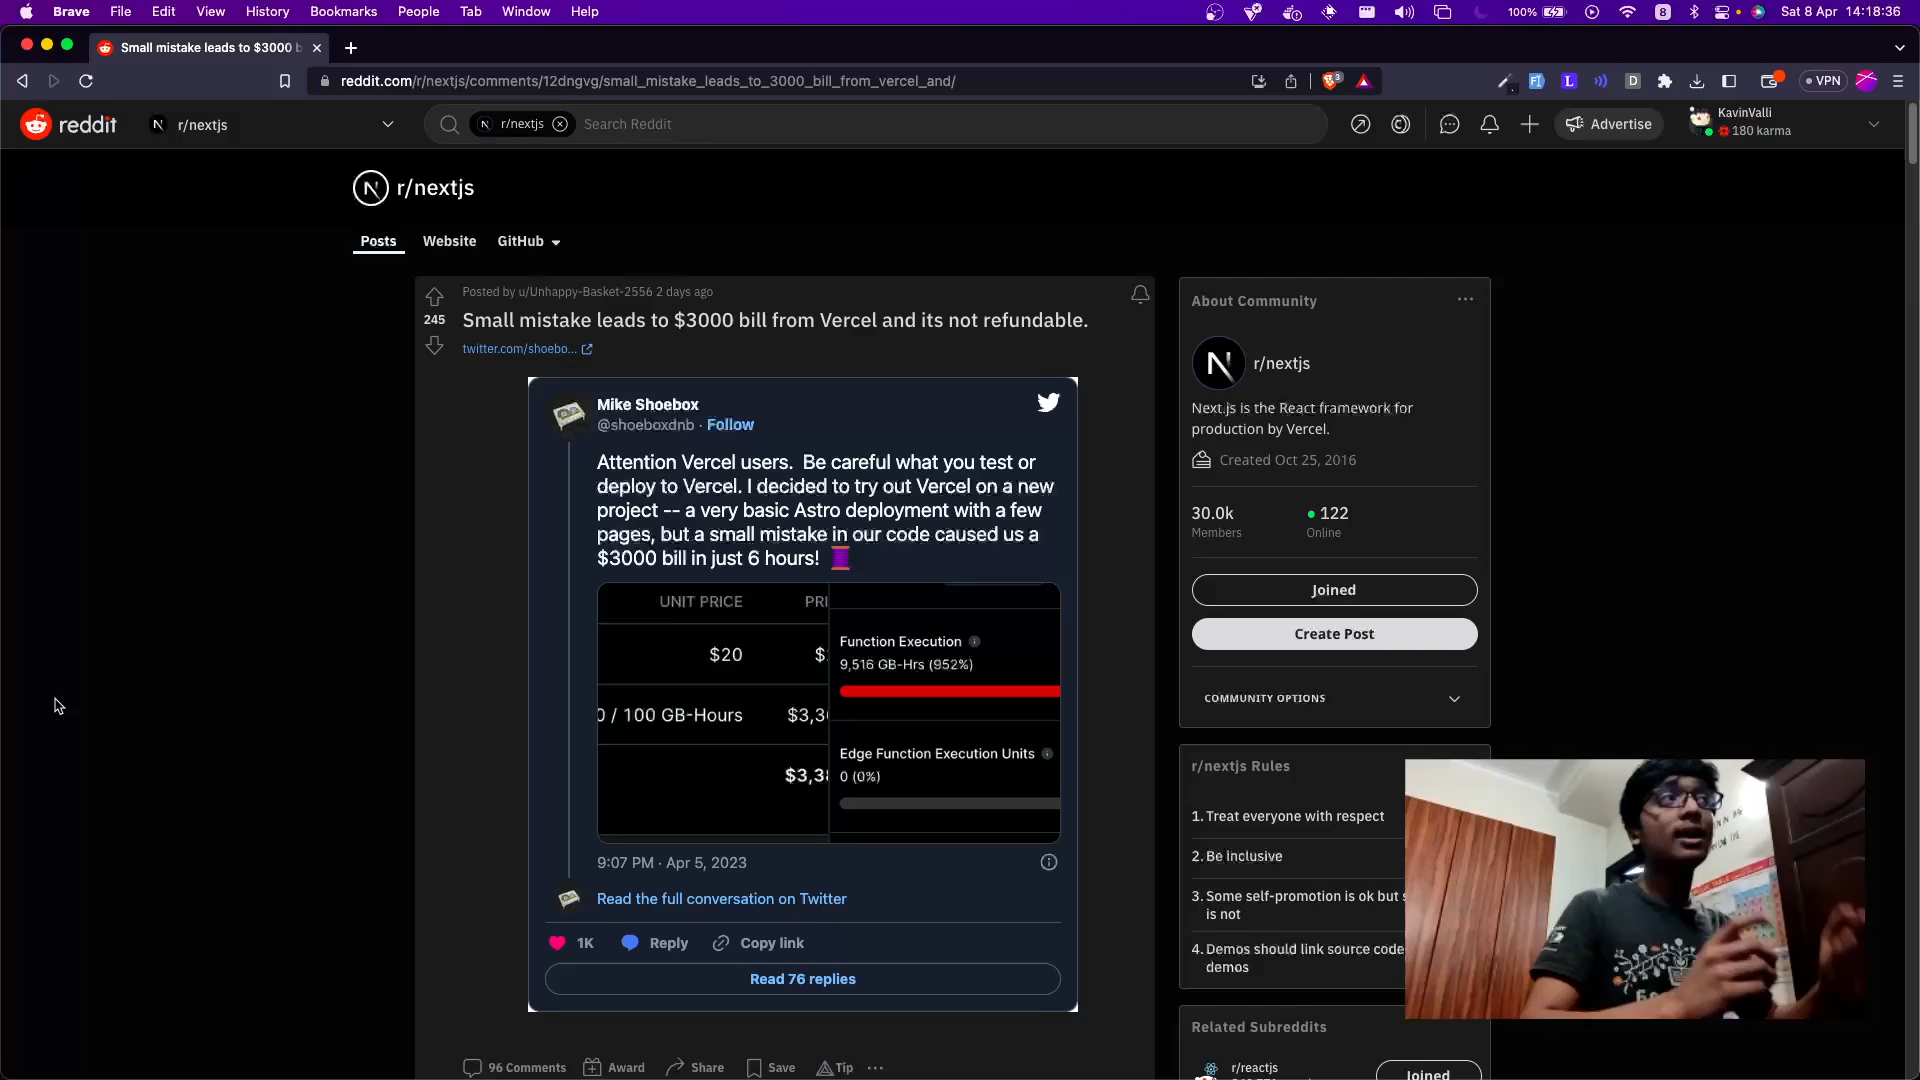 Brave File Edit View History Bookmarks People Tab Window Help
8
100%
Sat 8 Apr 14:18:36
Small mistake leads to $3000 b
reddit.com/r/nextjs/comments/12dngvg/small_mistake_leads_to_3000_bill_from_vercel_and/
3
VPN
reddit
r/nextjs
r/nextjs
Search Reddit
Advertise
KavinValli
180 karma
r/nextjs
Posts Website GitHub
Posted by u/Unhappy-Basket-2556 2 days ago
245
Small mistake leads to $3000 bill from Vercel and its not refundable.
twitter.com/shoebo...
Mike Shoebox
@shoeboxdnb · Follow
Attention Vercel users. Be careful what you test or
deploy to Vercel. I decided to try out Vercel on a new
project -- a very basic Astro deployment with a few
pages, but a small mistake in our code caused us a
$3000 bill in just 6 hours!
UNIT PRICE PRI
$20 $
0 / 100 GB-Hours $3,3
$3,3
Function Execution
9,516 GB-Hrs (952%)
Edge Function Execution Units
0 (0%)
9:07 PM · Apr 5, 2023
Read the full conversation on Twitter
1K Reply Copy link
Read 76 replies
96 Comments Award Share Save Tip
About Community
r/nextjs
Next.js is the React framework for
production by Vercel.
Created Oct 25, 2016
30.0k 122
Members Online
Joined
Create Post
COMMUNITY OPTIONS
r/nextjs Rules
1. Treat everyone with respect
2. Be inclusive
3. Some self-promotion is ok but
is not
4. Demos should link source code
demos
Related Subreddits
r/reactjs
Joined